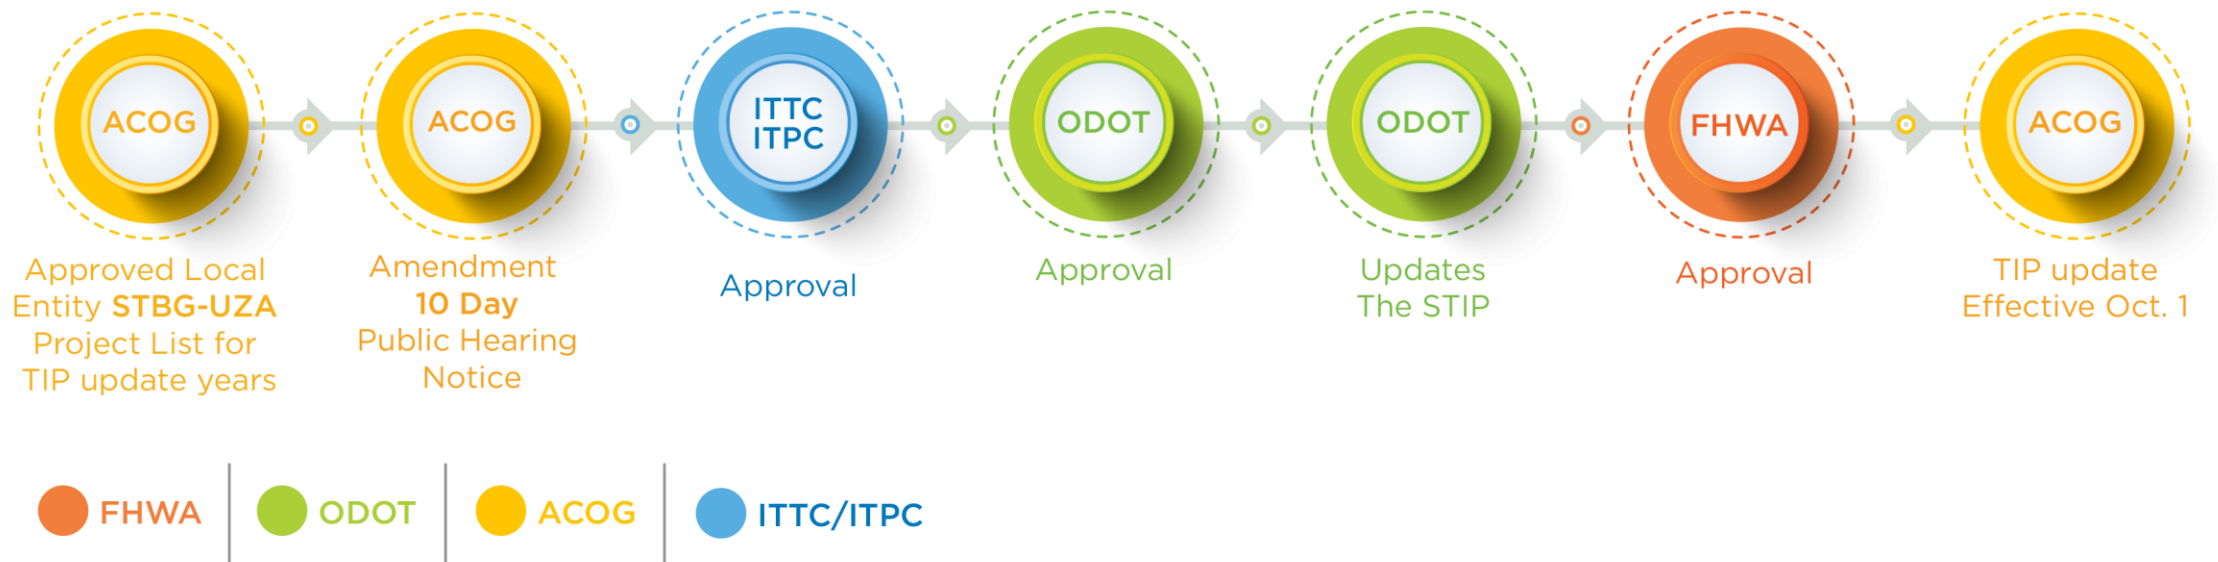 ACOG
Approved Local
Entity STBG-UZA
Project List for
TIP update years
ACOG
Amendment
10 Day
Public Hearing
Notice
ITTC
ITPC
Approval
ODOT
Approval
ODOT
Updates
The STIP
FHWA
Approval
ACOG
TIP update
Effective Oct. 1
FHWA
ODOT
ACOG
ITTC/ITPC